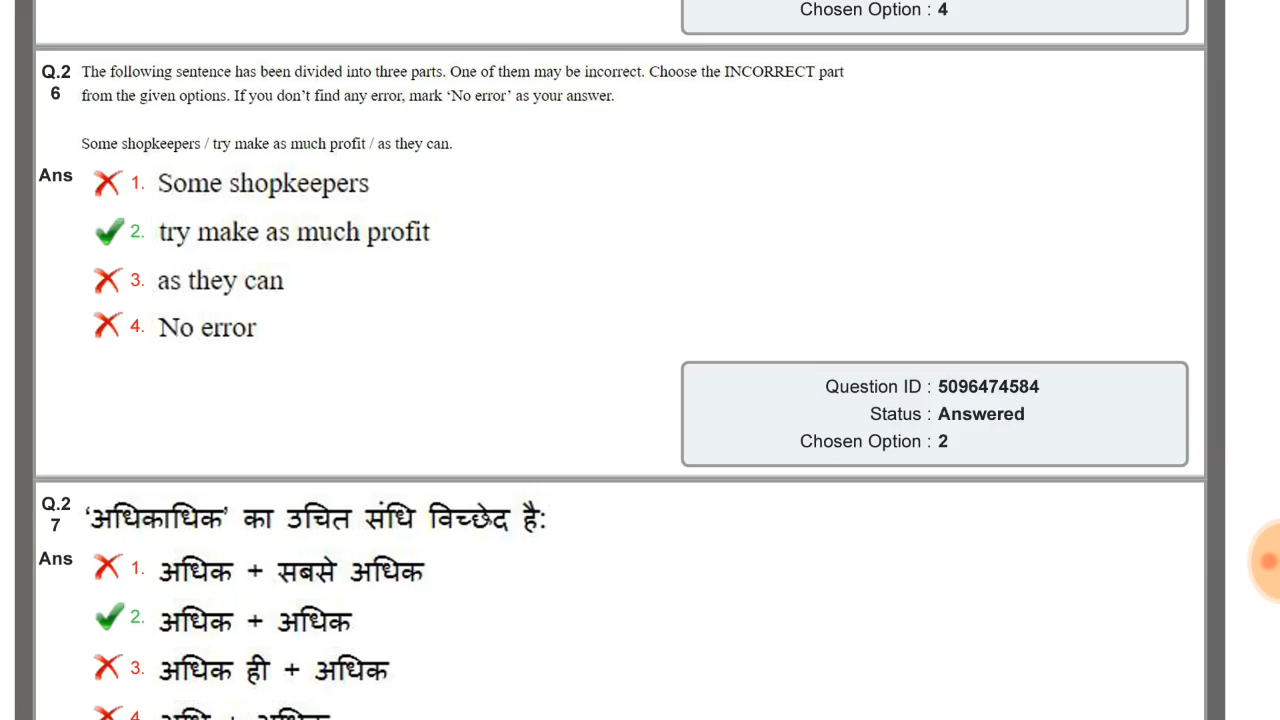 Chosen Option : 4
Q.2 The following sentence has been divided into three parts. One of them may be incorrect. Choose the INCORRECT part
6 from the given options. If you don't find any error, mark 'No error' as your answer.
Some shopkeepers / try make as much profit / as they can.
Ans 1. Some shopkeepers
2. try make as much profit
3. as they can
4. No error
Question ID : 5096474584
Status : Answered
Chosen Option : 2
Q.2 'अधिकाधिक' का उचित संधि विच्छेद है:
7
Ans 1. अधिक + सबसे अधिक
2. अधिक + अधिक
3. अधिक ही + अधिक
4.